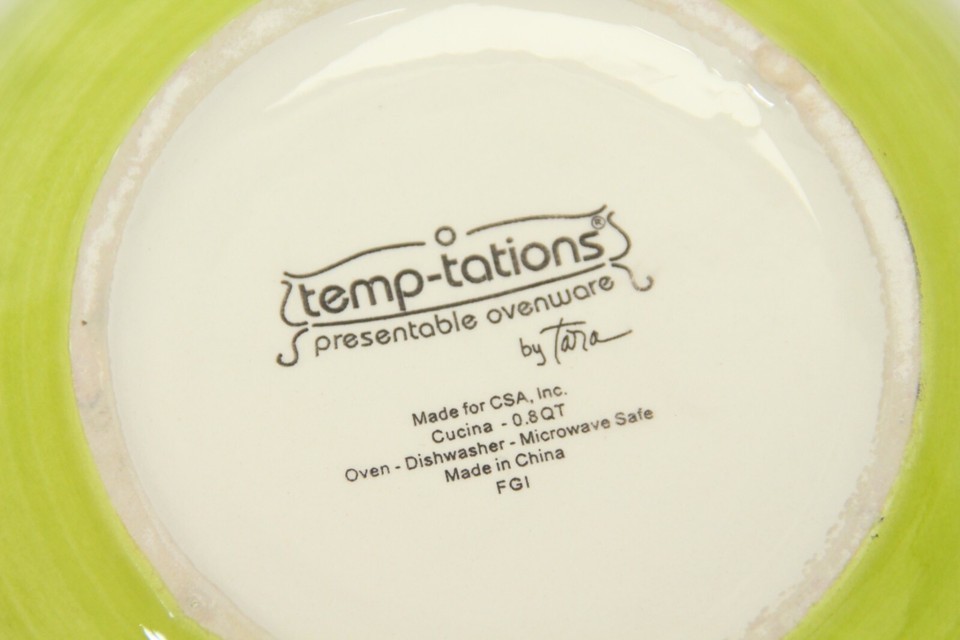 temp-tations®
presentable ovenware
by Tara
Made for CSA, Inc.
Cucina - 0.8QT
Oven - Dishwasher - Microwave Safe
Made in China
FGI